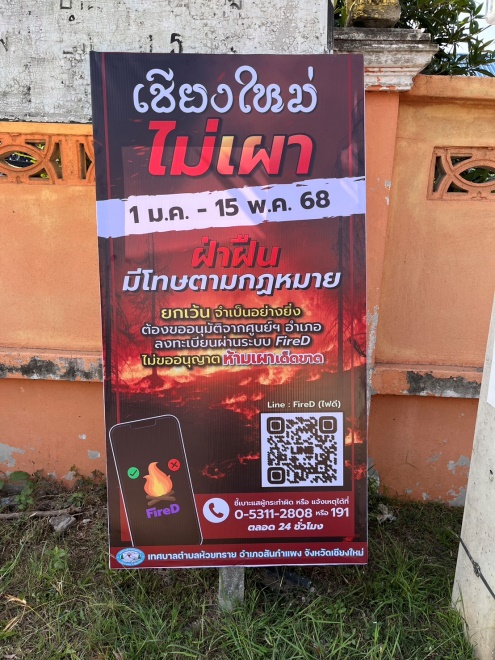 เชียงใหม่
ไม่เผา
1 ม.ค. - 15 พ.ค. 68
ฝ่าฝืน
มีโทษตามกฎหมาย
ยกเว้น จำเป็นอย่างยิ่ง
ต้องขออนุมัติจากศูนย์ฯ อำเภอ
ลงทะเบียนผ่านระบบ FireD
ไม่ขออนุญาต ห้ามเผาเด็ดขาด
Line : FireD (ไฟดี)
FireD
ชี้เบาะแสผู้กระทำผิด หรือ แจ้งเหตุได้ที่
0-5311-2808 หรือ 191
ตลอด 24 ชั่วโมง
เทศบาลตำบลห้วยทราย อำเภอสันกำแพง จังหวัดเชียงใหม่